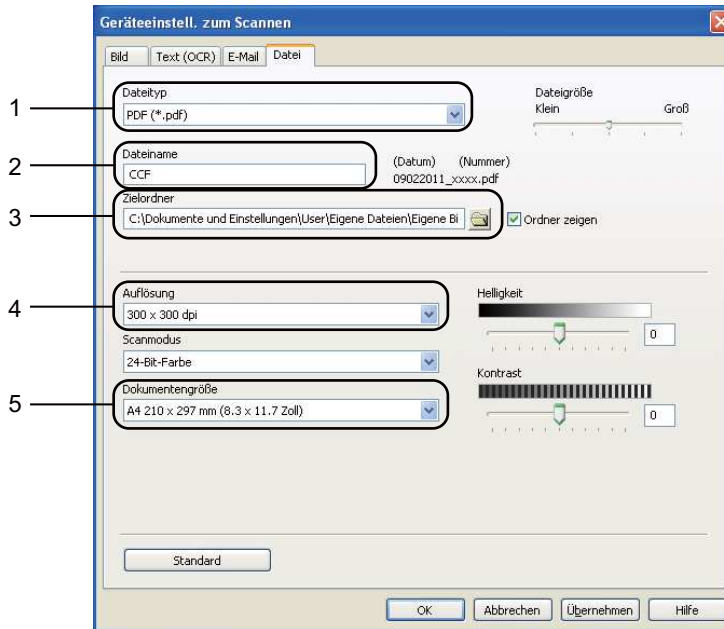 Geräteeinstell. zum Scannen
Bild Text (OCR) E-Mail Datei
1
Dateityp
PDF (*.pdf)
Dateigröße
Klein Groß
2
Dateiname
CCF
(Datum) (Nummer)
09022011_xxxx.pdf
3
Zielordner
C:\Dokumente und Einstellungen\User\Eigene Dateien\Eigene Bi
Ordner zeigen
4
Auflösung
300 x 300 dpi
Helligkeit
0
Scanmodus
24-Bit-Farbe
Kontrast
0
5
Dokumentengröße
A4 210 x 297 mm (8.3 x 11.7 Zoll)
Standard
OK Abbrechen Übernehmen Hilfe